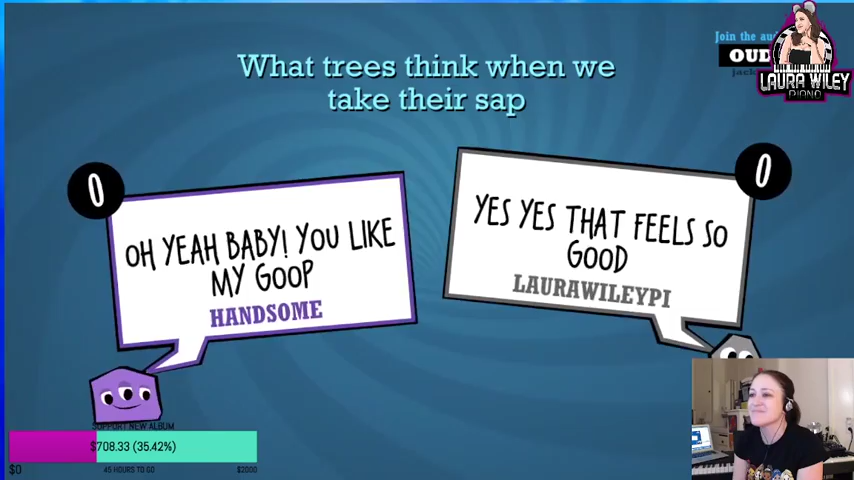 What trees think when we
take their sap
Join the au
OUD
jack
LAURA WILEY
PIANO
0
OH YEAH BABY! YOU LIKE
MY GOOP
HANDSOME
0
YES YES THAT FEELS SO
GOOD
LAURAWILEYPI
SUPPORT NEW ALBUM
$708.33 (35.42%)
$0
45 HOURS TO GO
$2000